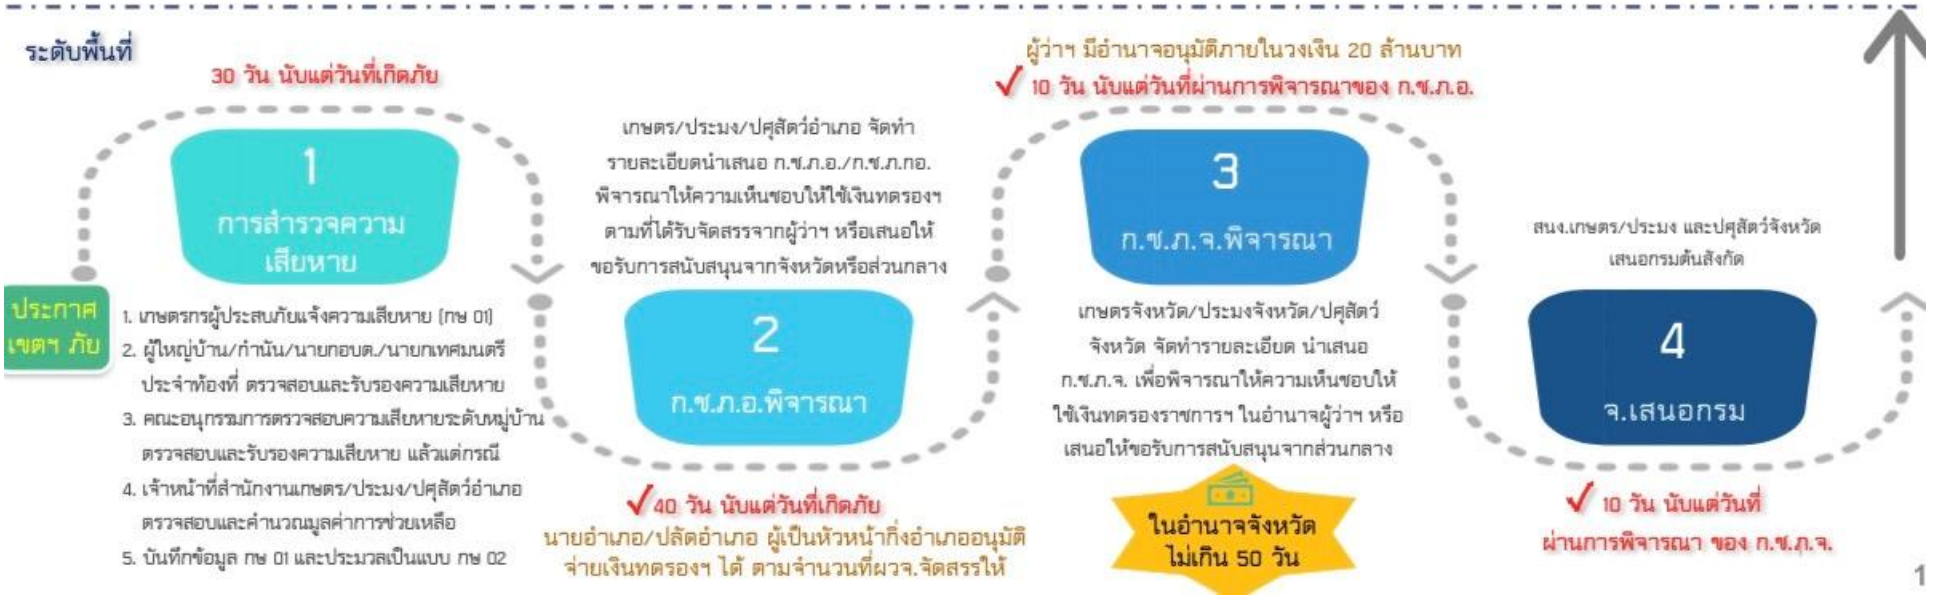 ระดับพื้นที่
30 วัน นับแต่วันที่เกิดภัย
ประกาศ
เขตฯ ภัย
1
การสำรวจความ
เสียหาย
1. เกษตรกรผู้ประสบภัยแจ้งความเสียหาย (กษ 01)
2. ผู้ใหญ่บ้าน/กำนัน/นายกอบต./นายกเทศมนตรี
ประจำท้องที่ ตรวจสอบและรับรองความเสียหาย
3. คณะอนุกรรมการตรวจสอบความเสียหายระดับหมู่บ้าน
ตรวจสอบและรับรองความเสียหาย แล้วแต่กรณี
4. เจ้าหน้าที่สำนักงานเกษตร/ประมง/ปศุสัตว์อำเภอ
ตรวจสอบและคำนวณมูลค่าการช่วยเหลือ
5. บันทึกข้อมูล กษ 01 และประมวลเป็นแบบ กษ 02
เกษตร/ประมง/ปศุสัตว์อำเภอ จัดทำ
รายละเอียดนำเสนอ ก.ช.ภ.อ./ก.ช.ภ.กอ.
พิจารณาให้ความเห็นชอบให้ใช้เงินทดรองฯ
ตามที่ได้รับจัดสรรจากผู้ว่าฯ หรือเสนอให้
ขอรับการสนับสนุนจากจังหวัดหรือส่วนกลาง
2
ก.ช.ภ.อ.พิจารณา
✓40 วัน นับแต่วันที่เกิดภัย
นายอำเภอ/ปลัดอำเภอ ผู้เป็นหัวหน้ากิ่งอำเภออนุมัติ
จ่ายเงินทดรองฯ ได้ ตามจำนวนที่ผวจ.จัดสรรให้
ผู้ว่าฯ มีอำนาจอนุมัติภายในวงเงิน 20 ล้านบาท
✓ 10 วัน นับแต่วันที่ผ่านการพิจารณาของ ก.ช.ภ.อ.
3
ก.ช.ภ.จ.พิจารณา
เกษตรจังหวัด/ประมงจังหวัด/ปศุสัตว์
จังหวัด จัดทำรายละเอียด นำเสนอ
ก.ช.ภ.จ. เพื่อพิจารณาให้ความเห็นชอบให้
ใช้เงินทดรองราชการฯ ในอำนาจผู้ว่าฯ หรือ
เสนอให้ขอรับการสนับสนุนจากส่วนกลาง
ในอำนาจจังหวัด
ไม่เกิน 50 วัน
สนง.เกษตร/ประมง และปศุสัตว์จังหวัด
เสนอกรมต้นสังกัด
4
จ.เสนอกรม
✓ 10 วัน นับแต่วันที่
ผ่านการพิจารณา ของ ก.ช.ภ.จ.
1